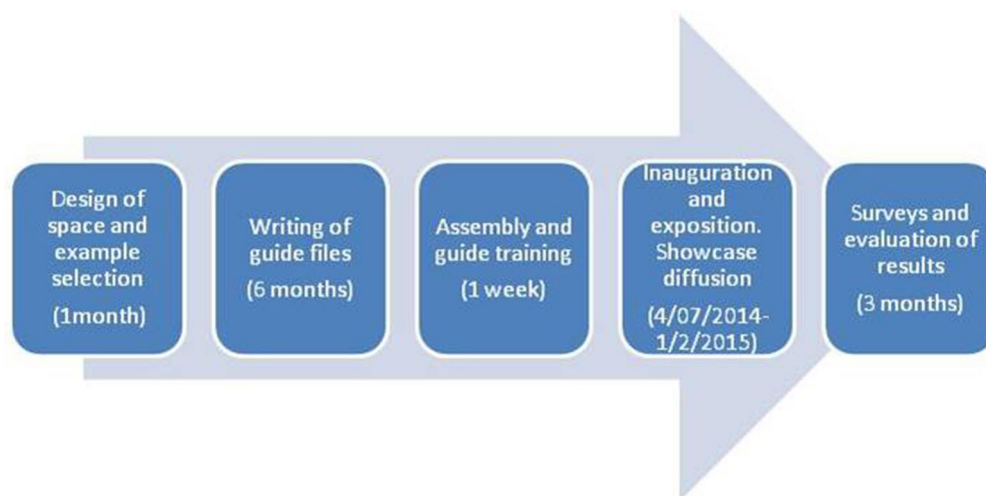 Design of
space and
example
selection
(1month)
Writing of
guide files
(6 months)
Assembly and
guide training
(1 week)
Inauguration
and
exposition.
Showcase
diffusion
(4/07/2014-
1/2/2015)
Surveys and
evaluation of
results
(3 months)